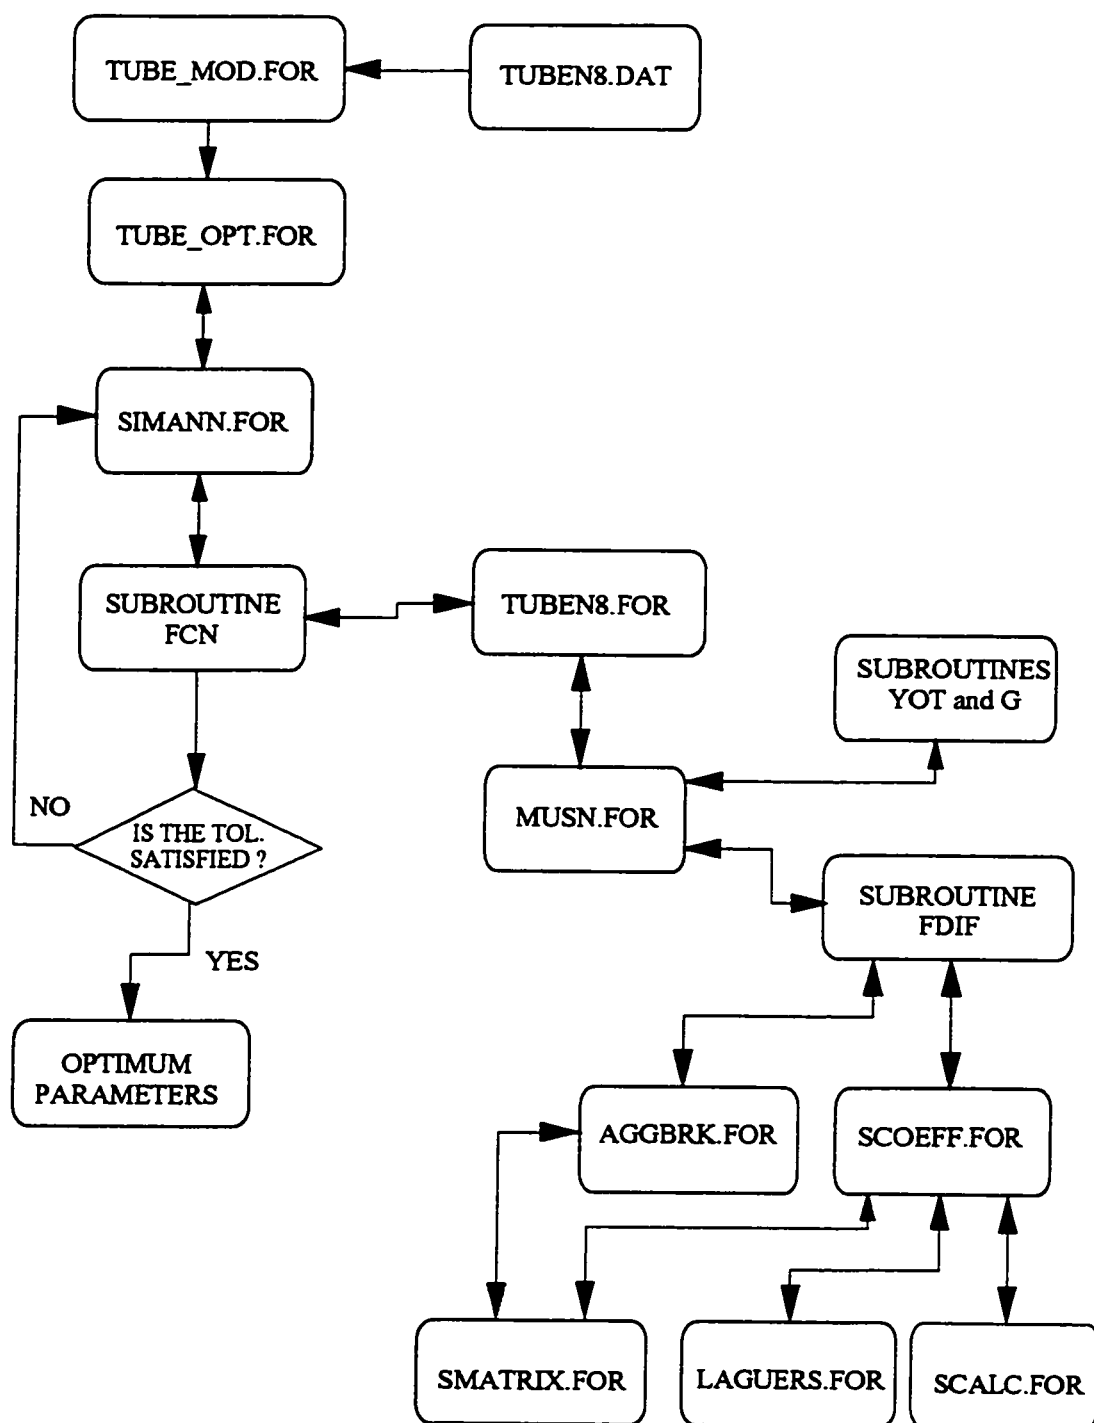 TUBE_MOD.FOR
TUBEN8.DAT
TUBE_OPT.FOR
SIMANN.FOR
SUBROUTINE
FCN
TUBEN8.FOR
SUBROUTINES
YOT and G
MUSN.FOR
NO
IS THE TOL.
SATISFIED ?
SUBROUTINE
FDIF
YES
OPTIMUM
PARAMETERS
AGGBRK.FOR
SCOEFF.FOR
SMATRIX.FOR
LAGUERS.FOR
SCALC.FOR